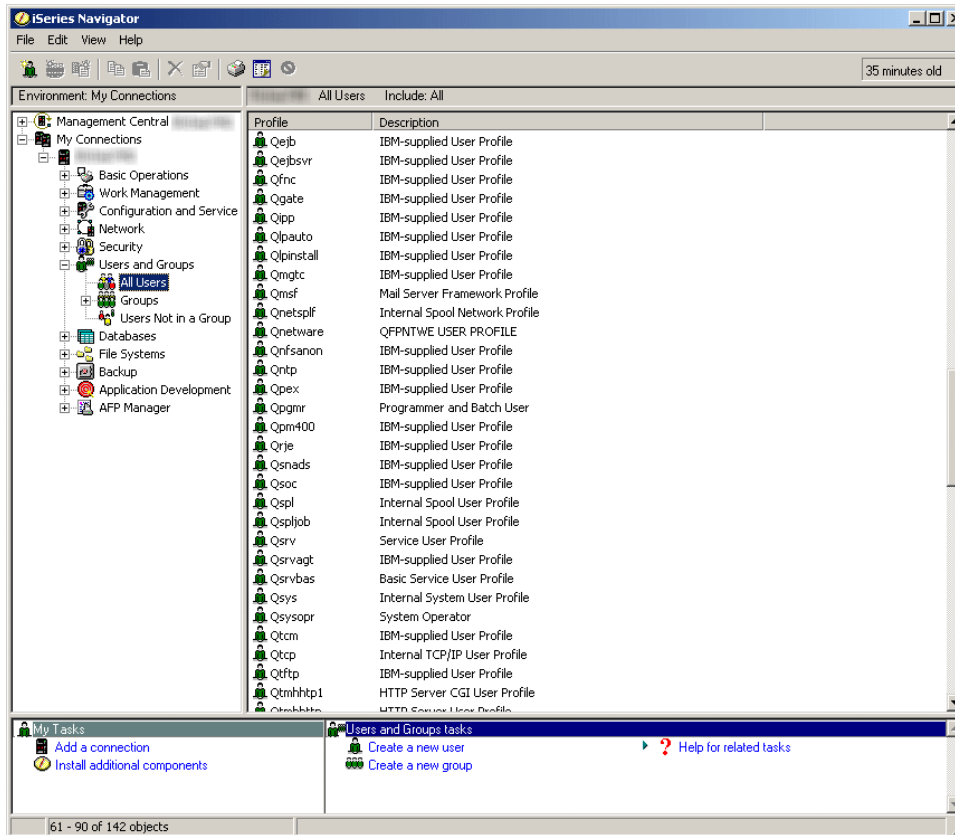 iSeries Navigator
File Edit View Help
35 minutes old
Environment: My Connections
All Users Include: All
Management Central
My Connections
Basic Operations
Work Management
Configuration and Service
Network
Security
Users and Groups
All Users
Groups
Users Not in a Group
Databases
File Systems
Backup
Application Development
AFP Manager
Profile Description
Qejb IBM-supplied User Profile
Qejbsvr IBM-supplied User Profile
Qfnc IBM-supplied User Profile
Qgate IBM-supplied User Profile
Qipp IBM-supplied User Profile
Qlpauto IBM-supplied User Profile
Qlpinstall IBM-supplied User Profile
Qmgtc IBM-supplied User Profile
Qmsf Mail Server Framework Profile
Qnetsplf Internal Spool Network Profile
Qnetware QFPNTWE USER PROFILE
Qnfsanon IBM-supplied User Profile
Qntp IBM-supplied User Profile
Qpex IBM-supplied User Profile
Qpgmr Programmer and Batch User
Qpm400 IBM-supplied User Profile
Qrje IBM-supplied User Profile
Qsnads IBM-supplied User Profile
Qsoc IBM-supplied User Profile
Qspl Internal Spool User Profile
Qspljob Internal Spool User Profile
Qsrv Service User Profile
Qsrvagt IBM-supplied User Profile
Qsrvbas Basic Service User Profile
Qsys Internal System User Profile
Qsysopr System Operator
Qtcm IBM-supplied User Profile
Qtcp Internal TCP/IP User Profile
Qtftp IBM-supplied User Profile
Qtmhhtp1 HTTP Server CGI User Profile
Qtmhhttp HTTP Server User Profile
My Tasks
Add a connection
Install additional components
Users and Groups tasks
Create a new user
Create a new group
Help for related tasks
61 - 90 of 142 objects